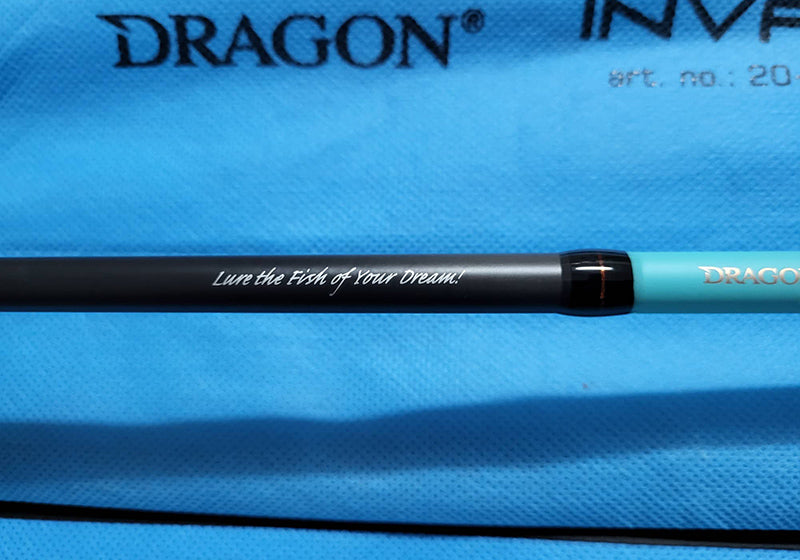 DRAGON®
art. no.: 20
Lure the Fish of Your Dream!
DRAGON